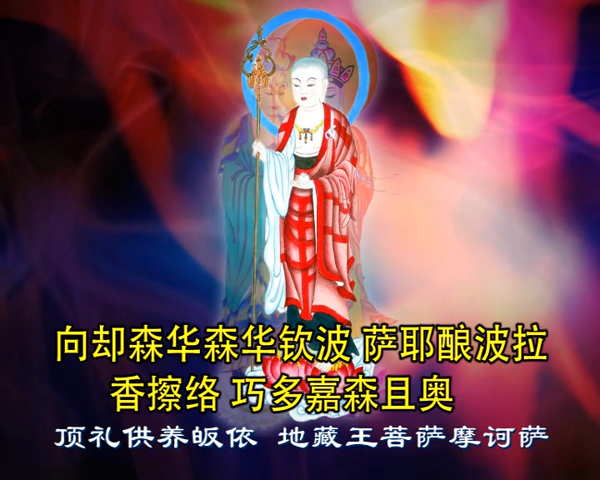 向却森华森华钦波 萨耶酿波拉
香擦络 巧多嘉森且奥
顶礼供养皈依 地藏王菩萨摩诃萨